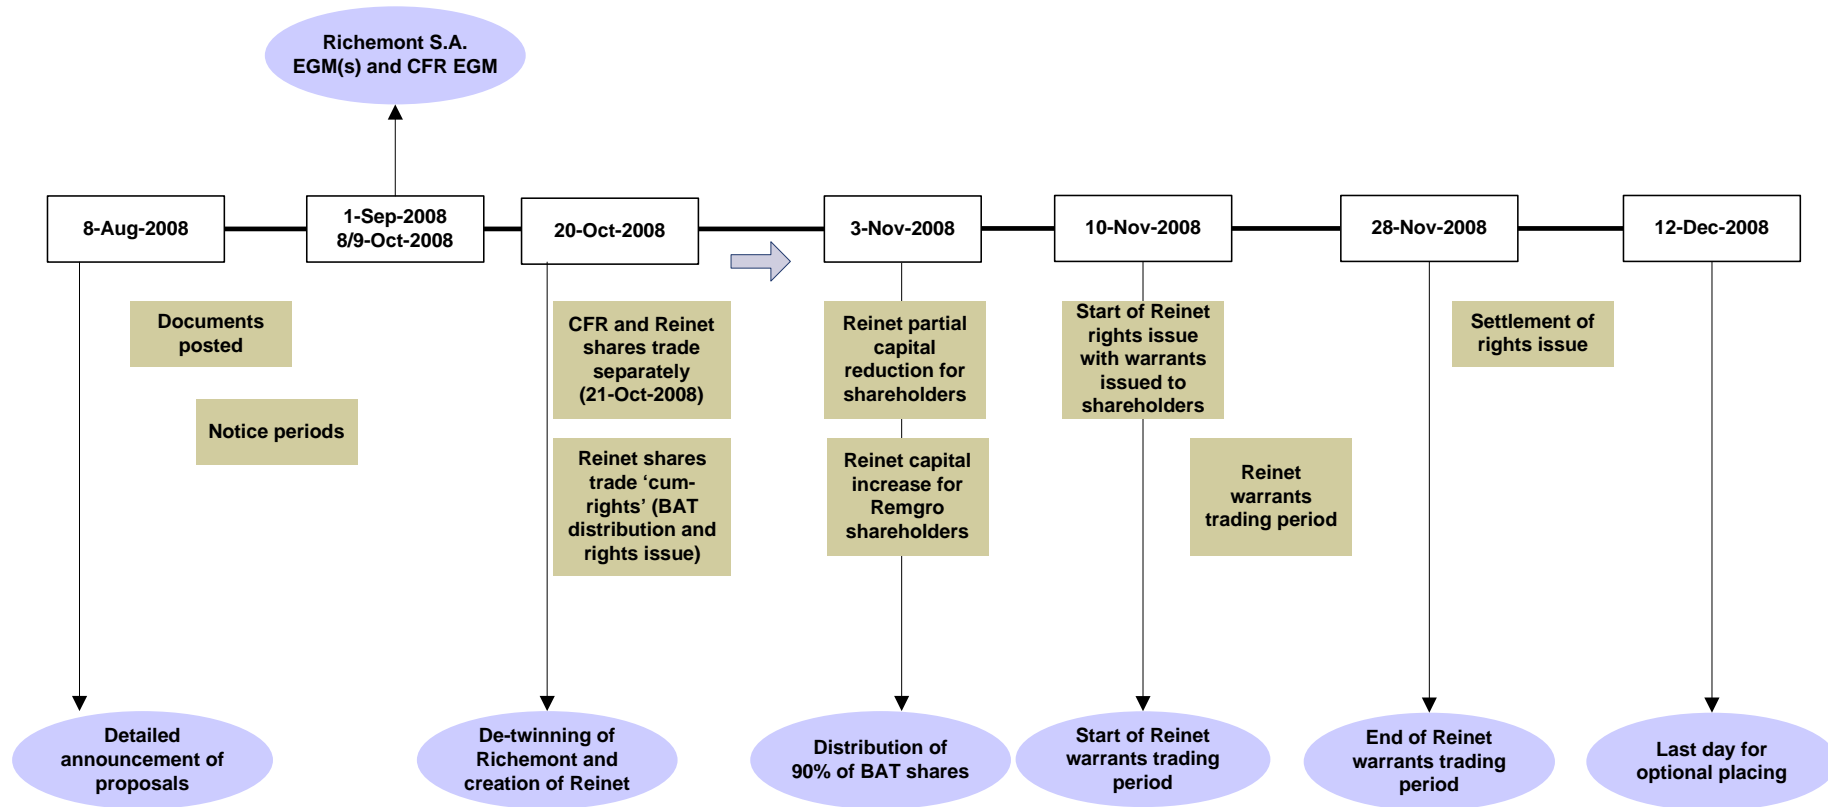 Richemont S.A.
EGM(s) and CFR EGM
8-Aug-2008
1-Sep-2008
8/9-Oct-2008
20-Oct-2008
3-Nov-2008
10-Nov-2008
28-Nov-2008
12-Dec-2008
Documents
posted
Notice periods
CFR and Reinet
shares trade
separately
(21-Oct-2008)
Reinet shares
trade ‘cum-
rights’ (BAT
distribution and
rights issue)
Reinet partial
capital
reduction for
shareholders
Reinet capital
increase for
Remgro
shareholders
Start of Reinet
rights issue
with warrants
issued to
shareholders
Reinet
warrants
trading period
Settlement of
rights issue
Detailed
announcement of
proposals
De-twinning of
Richemont and
creation of Reinet
Distribution of
90% of BAT shares
Start of Reinet
warrants trading
period
End of Reinet
warrants trading
period
Last day for
optional placing